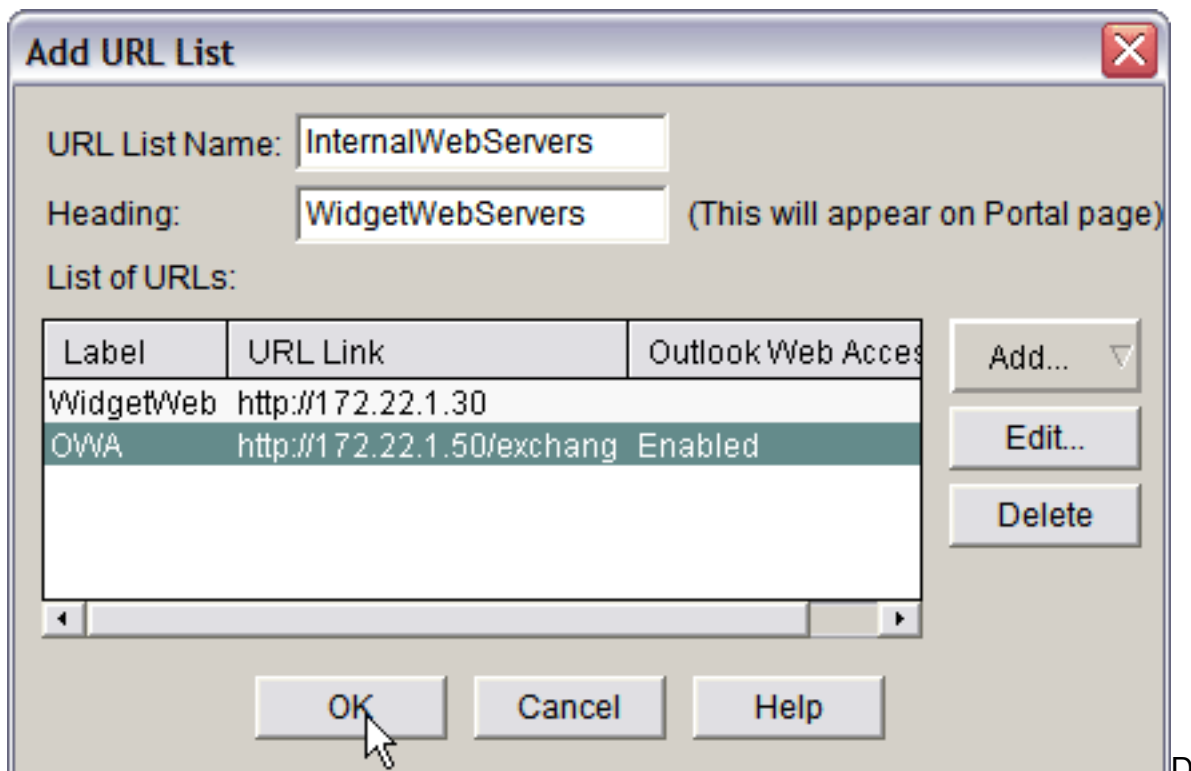 Add URL List
URL List Name: InternalWebServers
Heading: WidgetWebServers (This will appear on Portal page)
List of URLs:
Label URL Link Outlook Web Acces Add...
WidgetWeb http://172.22.1.30
OWA http://172.22.1.50/exchang Enabled Edit...
Delete
OK Cancel Help
D